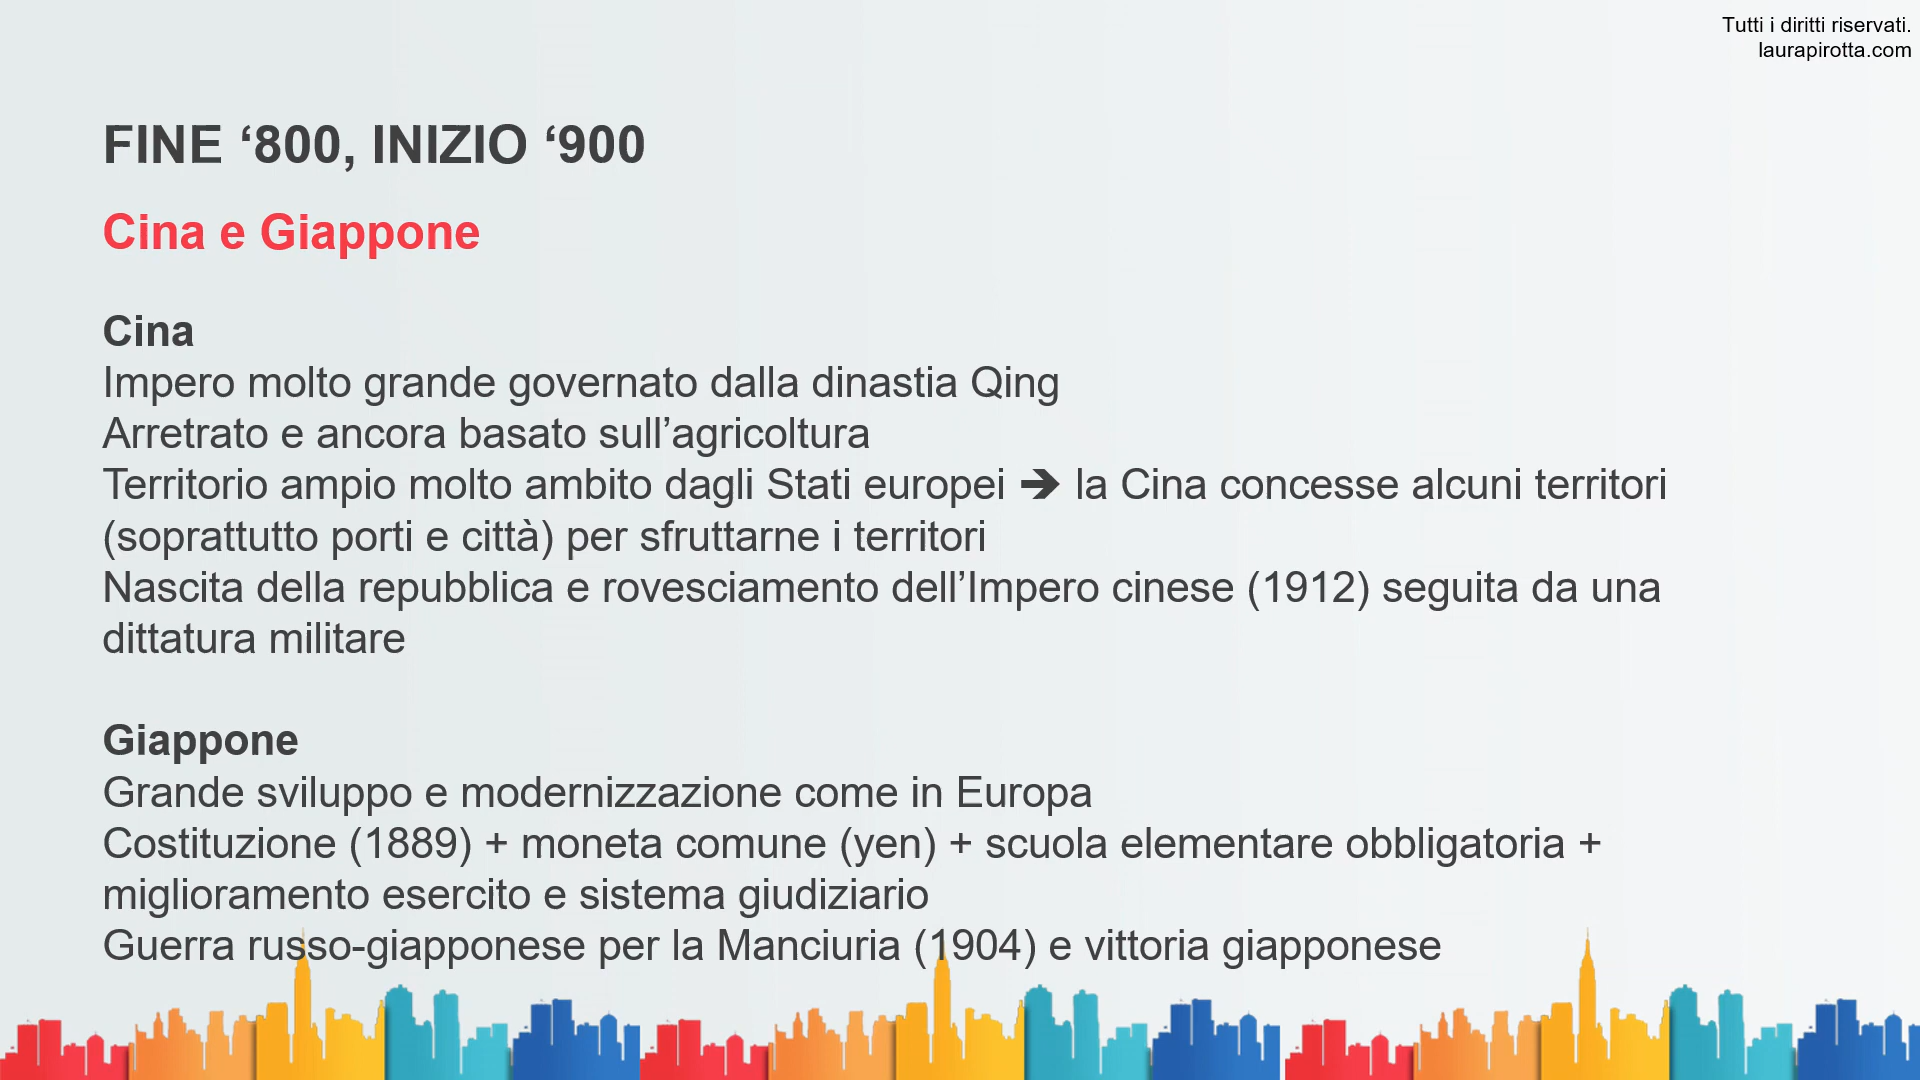 Tutti i diritti riservati.
laurapirotta.com
FINE ‘800, INIZIO ‘900
Cina e Giappone
Cina
Impero molto grande governato dalla dinastia Qing
Arretrato e ancora basato sull’agricoltura
Territorio ampio molto ambito dagli Stati europei ➔ la Cina concesse alcuni territori
(soprattutto porti e città) per sfruttarne i territori
Nascita della repubblica e rovesciamento dell’Impero cinese (1912) seguita da una
dittatura militare
Giappone
Grande sviluppo e modernizzazione come in Europa
Costituzione (1889) + moneta comune (yen) + scuola elementare obbligatoria +
miglioramento esercito e sistema giudiziario
Guerra russo-giapponese per la Manciuria (1904) e vittoria giapponese